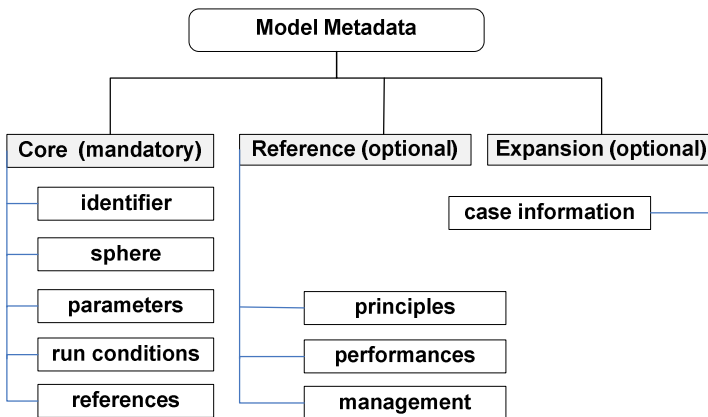 Model Metadata
Core (mandatory)
Reference (optional)
Expansion (optional)
identifier
case information
sphere
parameters
principles
run conditions
performances
references
management